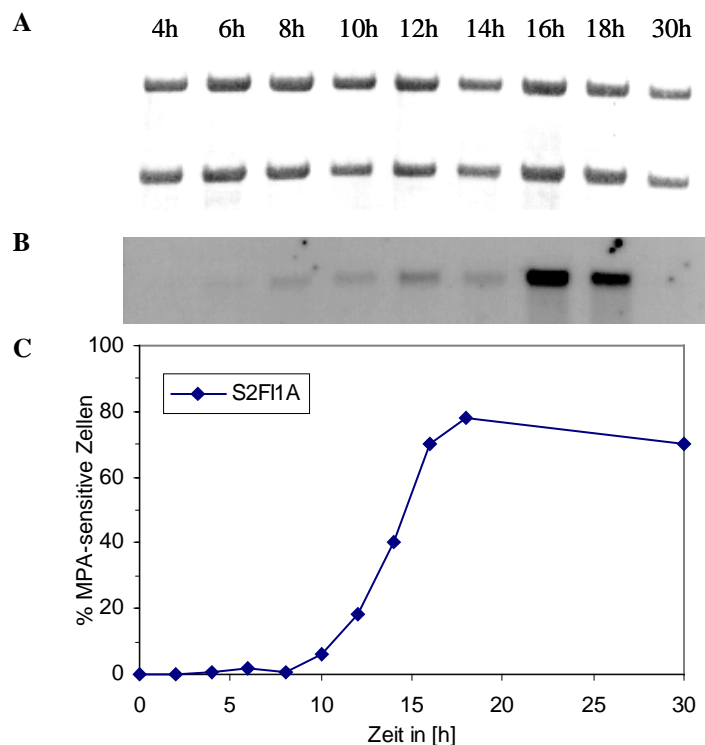 A
4h 6h 8h 10h 12h 14h 16h 18h 30h
B
C
100
80
60
40
20
0
% MPA-sensitive Zellen
S2Fl1A
0 5 10 15 20 25 30
Zeit in [h]